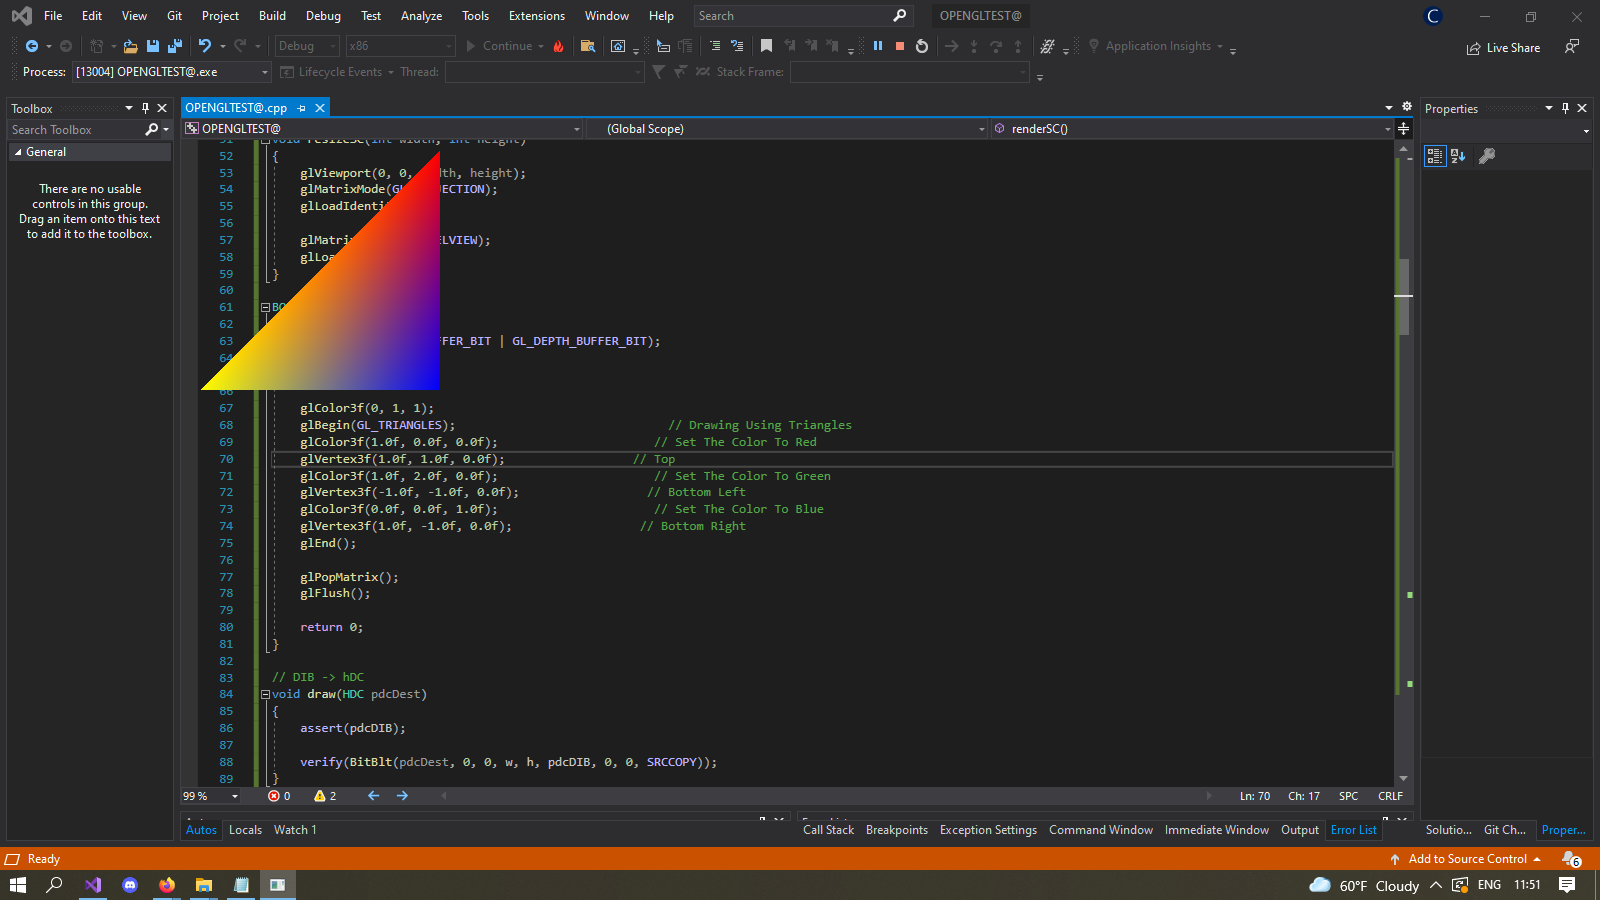 File Edit View Git Project Build Debug Test Analyze Tools Extensions Window Help Search OPENGLTEST@ C
Debug x86 Continue Application Insights Live Share
Process: [13004] OPENGLTEST@.exe Lifecycle Events Thread: Stack Frame:
Toolbox
Search Toolbox
General
There are no usable
controls in this group.
Drag an item onto this text
to add it to the toolbox.
OPENGLTEST@.cpp
OPENGLTEST@ (Global Scope) renderSC()
51 void resizeSC(int width, int height)
52 {
53 glViewport(0, 0, width, height);
54 glMatrixMode(GL JECTION);
55 glLoadIdenti
56
57 glMatri LVIEW);
58 glLoa
59 }
60
61 BO
62
63 FER_BIT | GL_DEPTH_BUFFER_BIT);
64
66
67 glColor3f(0, 1, 1);
68 glBegin(GL_TRIANGLES); // Drawing Using Triangles
69 glColor3f(1.0f, 0.0f, 0.0f); // Set The Color To Red
70 glVertex3f(1.0f, 1.0f, 0.0f); // Top
71 glColor3f(1.0f, 2.0f, 0.0f); // Set The Color To Green
72 glVertex3f(-1.0f, -1.0f, 0.0f); // Bottom Left
73 glColor3f(0.0f, 0.0f, 1.0f); // Set The Color To Blue
74 glVertex3f(1.0f, -1.0f, 0.0f); // Bottom Right
75 glEnd();
76
77 glPopMatrix();
78 glFlush();
79
80 return 0;
81 }
82
83 // DIB -> hDC
84 void draw(HDC pdcDest)
85 {
86 assert(pdcDIB);
87
88 verify(BitBlt(pdcDest, 0, 0, w, h, pdcDIB, 0, 0, SRCCOPY));
89 }
99 % 0 2 Ln: 70 Ch: 17 SPC CRLF
Autos Locals Watch 1
Call Stack Breakpoints Exception Settings Command Window Immediate Window Output Error List
Properties
Solutio... Git Ch... Proper...
Ready Add to Source Control 6
60°F Cloudy ENG 11:51